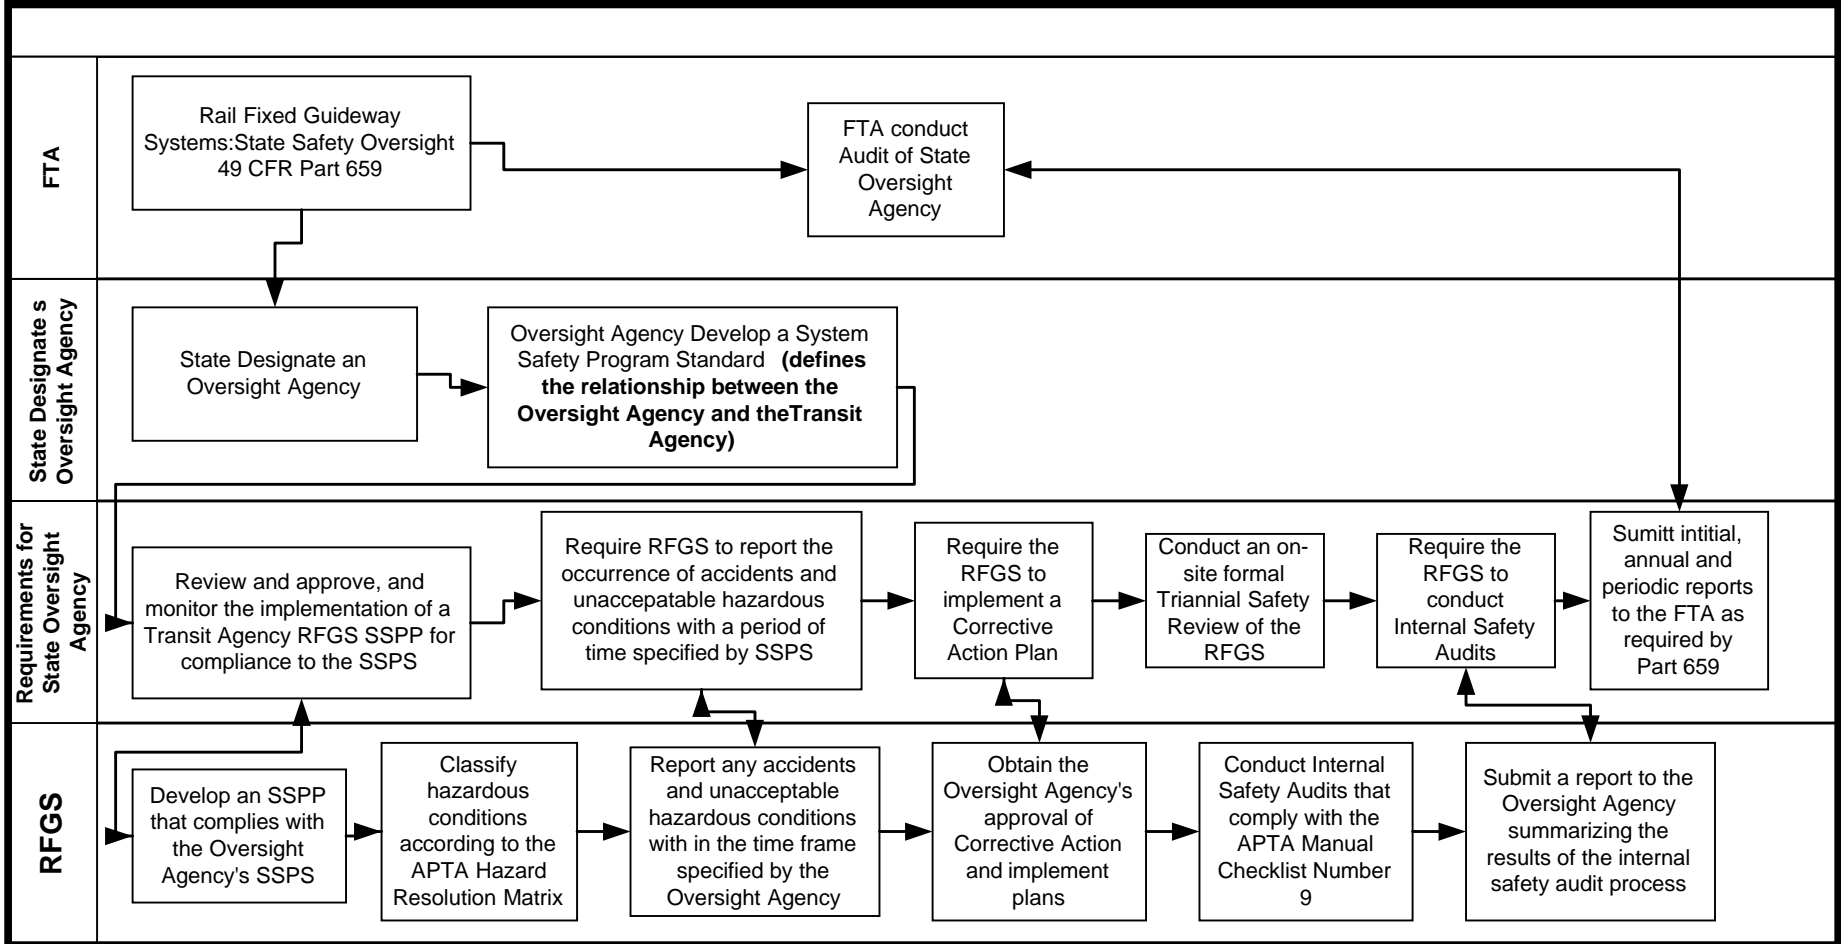 FTA
Rail Fixed Guideway
Systems:State Safety Oversight
49 CFR Part 659
FTA conduct
Audit of State
Oversight
Agency
State Designate s
Oversight Agency
State Designate an
Oversight Agency
Oversight Agency Develop a System
Safety Program Standard (defines
the relationship between the
Oversight Agency and theTransit
Agency)
Requirements for
State Oversight
Agency
Review and approve, and
monitor the implementation of a
Transit Agency RFGS SSPP for
compliance to the SSPS
Require RFGS to report the
occurrence of accidents and
unaccepatable hazardous
conditions with a period of
time specified by SSPS
Require the
RFGS to
implement a
Corrective
Action Plan
Conduct an on-
site formal
Triannial Safety
Review of the
RFGS
Require the
RFGS to
conduct
Internal Safety
Audits
Sumitt intitial,
annual and
periodic reports
to the FTA as
required by
Part 659
RFGS
Develop an SSPP
that complies with
the Oversight
Agency's SSPS
Classify
hazardous
conditions
according to the
APTA Hazard
Resolution Matrix
Report any accidents
and unacceptable
hazardous conditions
with in the time frame
specified by the
Oversight Agency
Obtain the
Oversight Agency's
approval of
Corrective Action
and implement
plans
Conduct Internal
Safety Audits that
comply with the
APTA Manual
Checklist Number
9
Submit a report to the
Oversight Agency
summarizing the
results of the internal
safety audit process